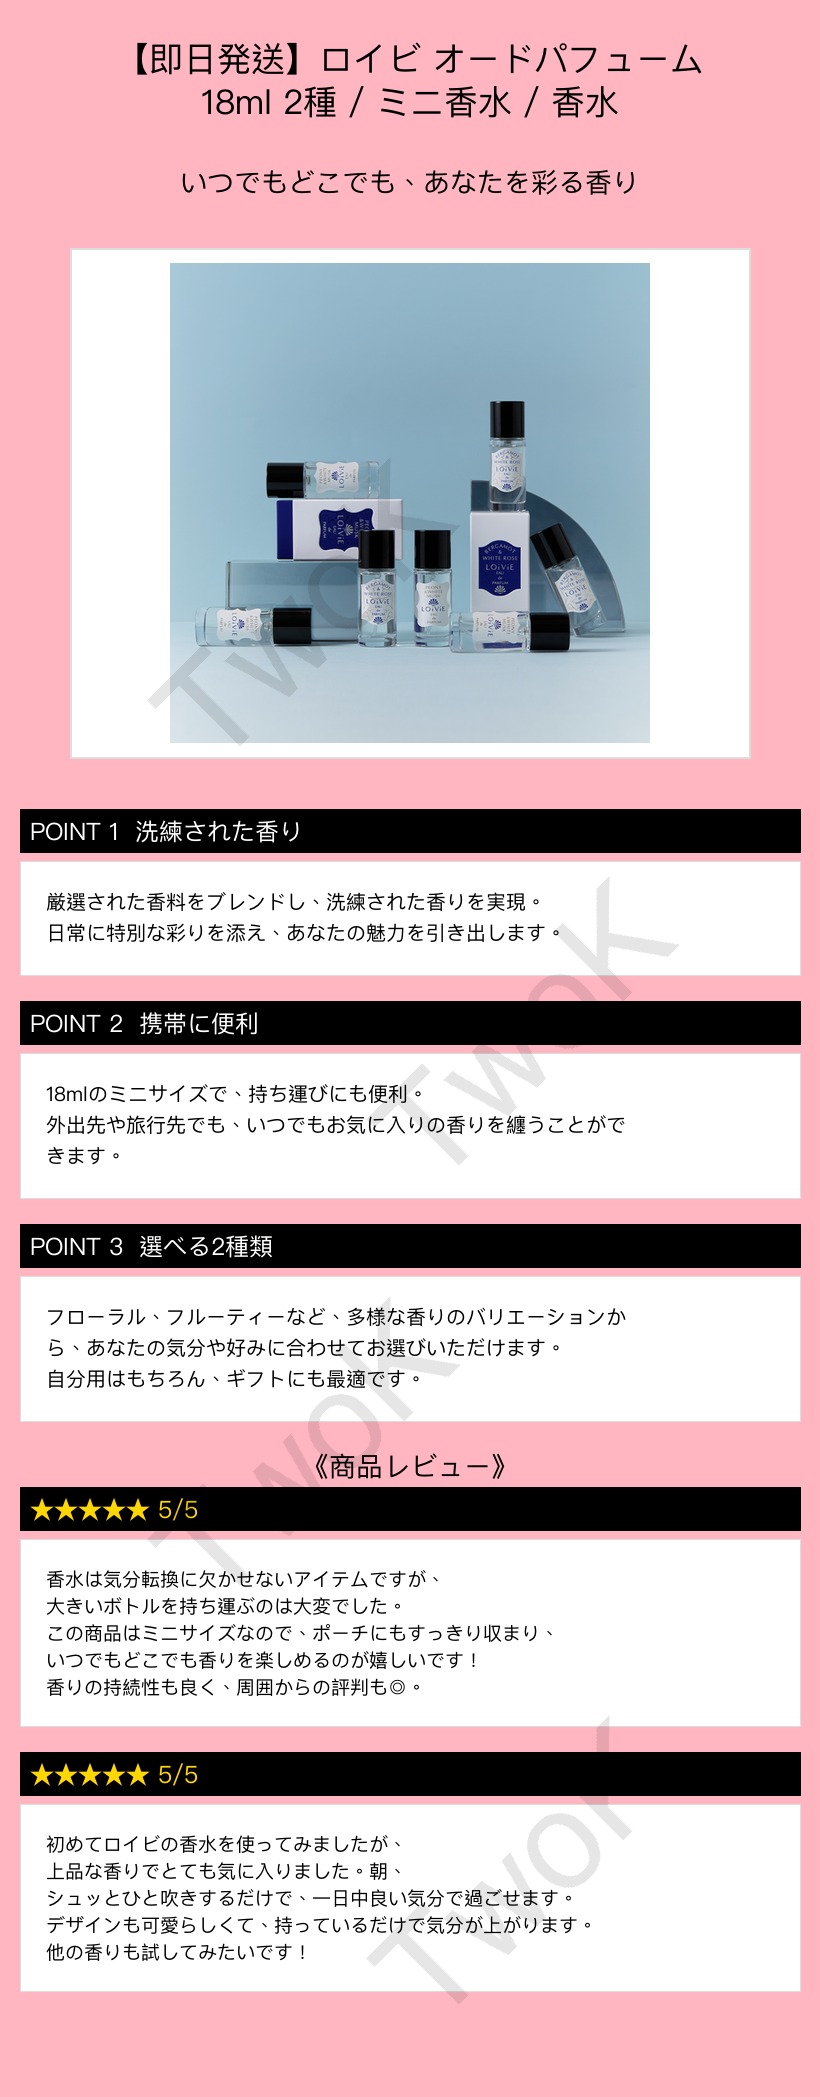 【即日発送】ロイビ オードパフューム
18ml 2種 / ミニ香水 / 香水
いつでもどこでも、あなたを彩る香り
BERGAMOT
&
WHITE ROSE
LOiViE
EAU
de
PARFUM
BERGAMOT
&
WHITE ROSE
LOiViE
EAU
de
PARFUM
LOiViE
LOiViE
WHITE ROSE
LOiViE
LOiViE
LOiViE
LOiViE
TwoK
POINT 1 洗練された香り
厳選された香料をブレンドし、洗練された香りを実現。
日常に特別な彩りを添え、あなたの魅力を引き出します。
POINT 2 携帯に便利
18mlのミニサイズで、持ち運びにも便利。
外出先や旅行先でも、いつでもお気に入りの香りを纏うことがで
きます。
TwoK
POINT 3 選べる2種類
フローラル、フルーティーなど、多様な香りのバリエーションか
ら、あなたの気分や好みに合わせてお選びいただけます。
自分用はもちろん、ギフトにも最適です。
TwoK
《商品レビュー》
★★★★★ 5/5
香水は気分転換に欠かせないアイテムですが、
大きいボトルを持ち運ぶのは大変でした。
この商品はミニサイズなので、ポーチにもすっきり収まり、
いつでもどこでも香りを楽しめるのが嬉しいです！
香りの持続性も良く、周囲からの評判も◎。
★★★★★ 5/5
初めてロイビの香水を使ってみましたが、
上品な香りでとても気に入りました。朝、
シュッとひと吹きするだけで、一日中良い気分で過ごせます。
デザインも可愛らしくて、持っているだけで気分が上がります。
他の香りも試してみたいです！
TwoK